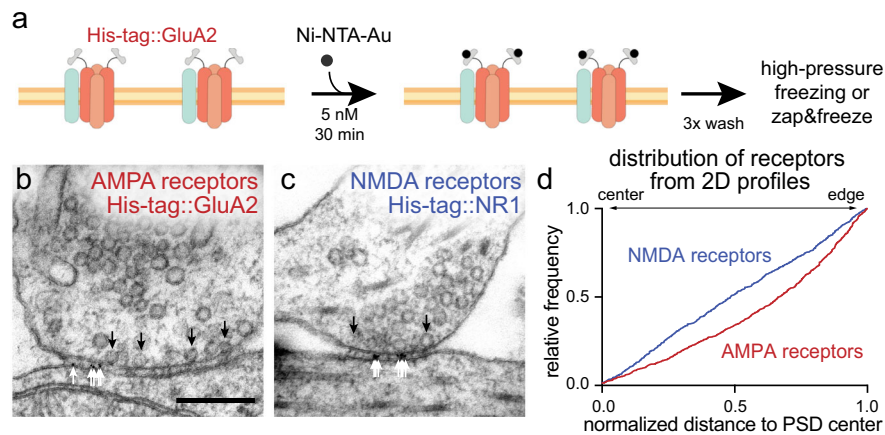 a
His-tag::GluA2
Ni-NTA-Au
5 nM
30 min
3x wash
high-pressure
freezing or
zap&freeze
b
AMPA receptors
His-tag::GluA2
c
NMDA receptors
His-tag::NR1
d
distribution of receptors
from 2D profiles
center
edge
relative frequency
1.0
0.5
0.0
NMDA receptors
AMPA receptors
0.0
0.5
1.0
normalized distance to PSD center